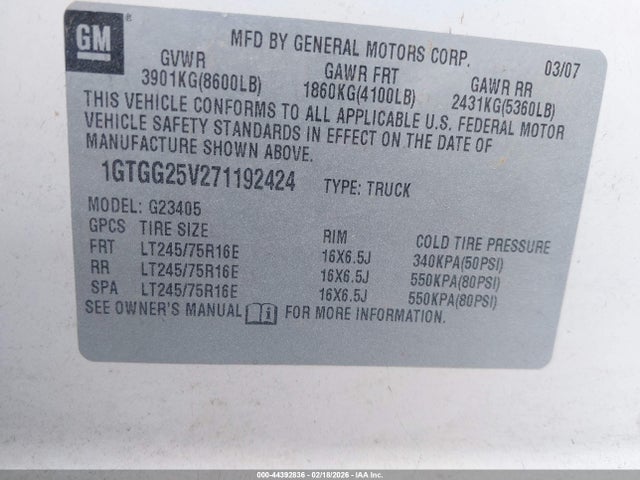 GM ®
MFD BY GENERAL MOTORS CORP. 03/07
GVWR GAWR FRT GAWR RR
3901KG(8600LB) 1860KG(4100LB) 2431KG(5360LB)
THIS VEHICLE CONFORMS TO ALL APPLICABLE U.S. FEDERAL MOTOR
VEHICLE SAFETY STANDARDS IN EFFECT ON THE DATE OF
MANUFACTURE SHOWN ABOVE.
1GTGG25V271192424 TYPE: TRUCK
MODEL: G23405
GPCS TIRE SIZE RIM COLD TIRE PRESSURE
FRT LT245/75R16E 16X6.5J 340KPA(50PSI)
RR LT245/75R16E 16X6.5J 550KPA(80PSI)
SPA LT245/75R16E 16X6.5J 550KPA(80PSI)
SEE OWNER'S MANUAL i FOR MORE INFORMATION.
000-44392836 - 02/18/2026 - IAAI, Inc.